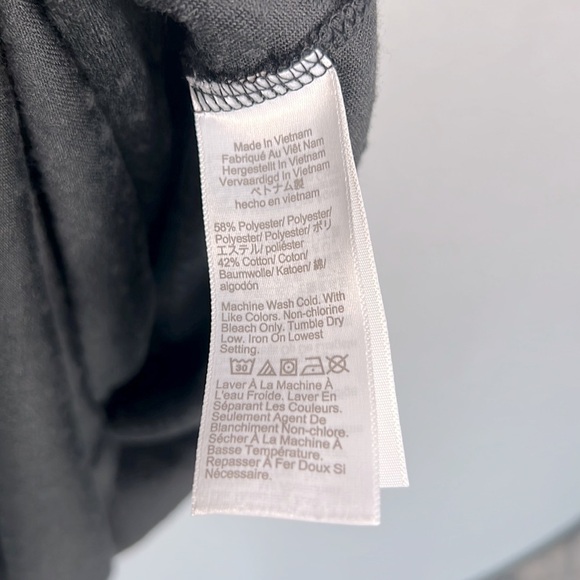 Made In Vietnam
Fabriqué Au Viêt Nam
Hergestellt In Vietnam
Vervaardigd In Vietnam
ベトナム製
hecho en vietnam
58% Polyester/ Polyester/
Polyester/ Polyester/ ポリ
エステル/ poliéster
42% Cotton/ Coton/
Baumwolle/ Katoen/ 綿/
algodón
Machine Wash Cold. With
Like Colors. Non-chlorine
Bleach Only. Tumble Dry
Low. Iron On Lowest
Setting.
30
Laver À La Machine À
L'eau Froide. Laver En
Séparant Les Couleurs.
Seulement Agent De
Blanchiment Non-chlore.
Sécher À La Machine À
Basse Température.
Repasser À Fer Doux Si
Nécessaire.